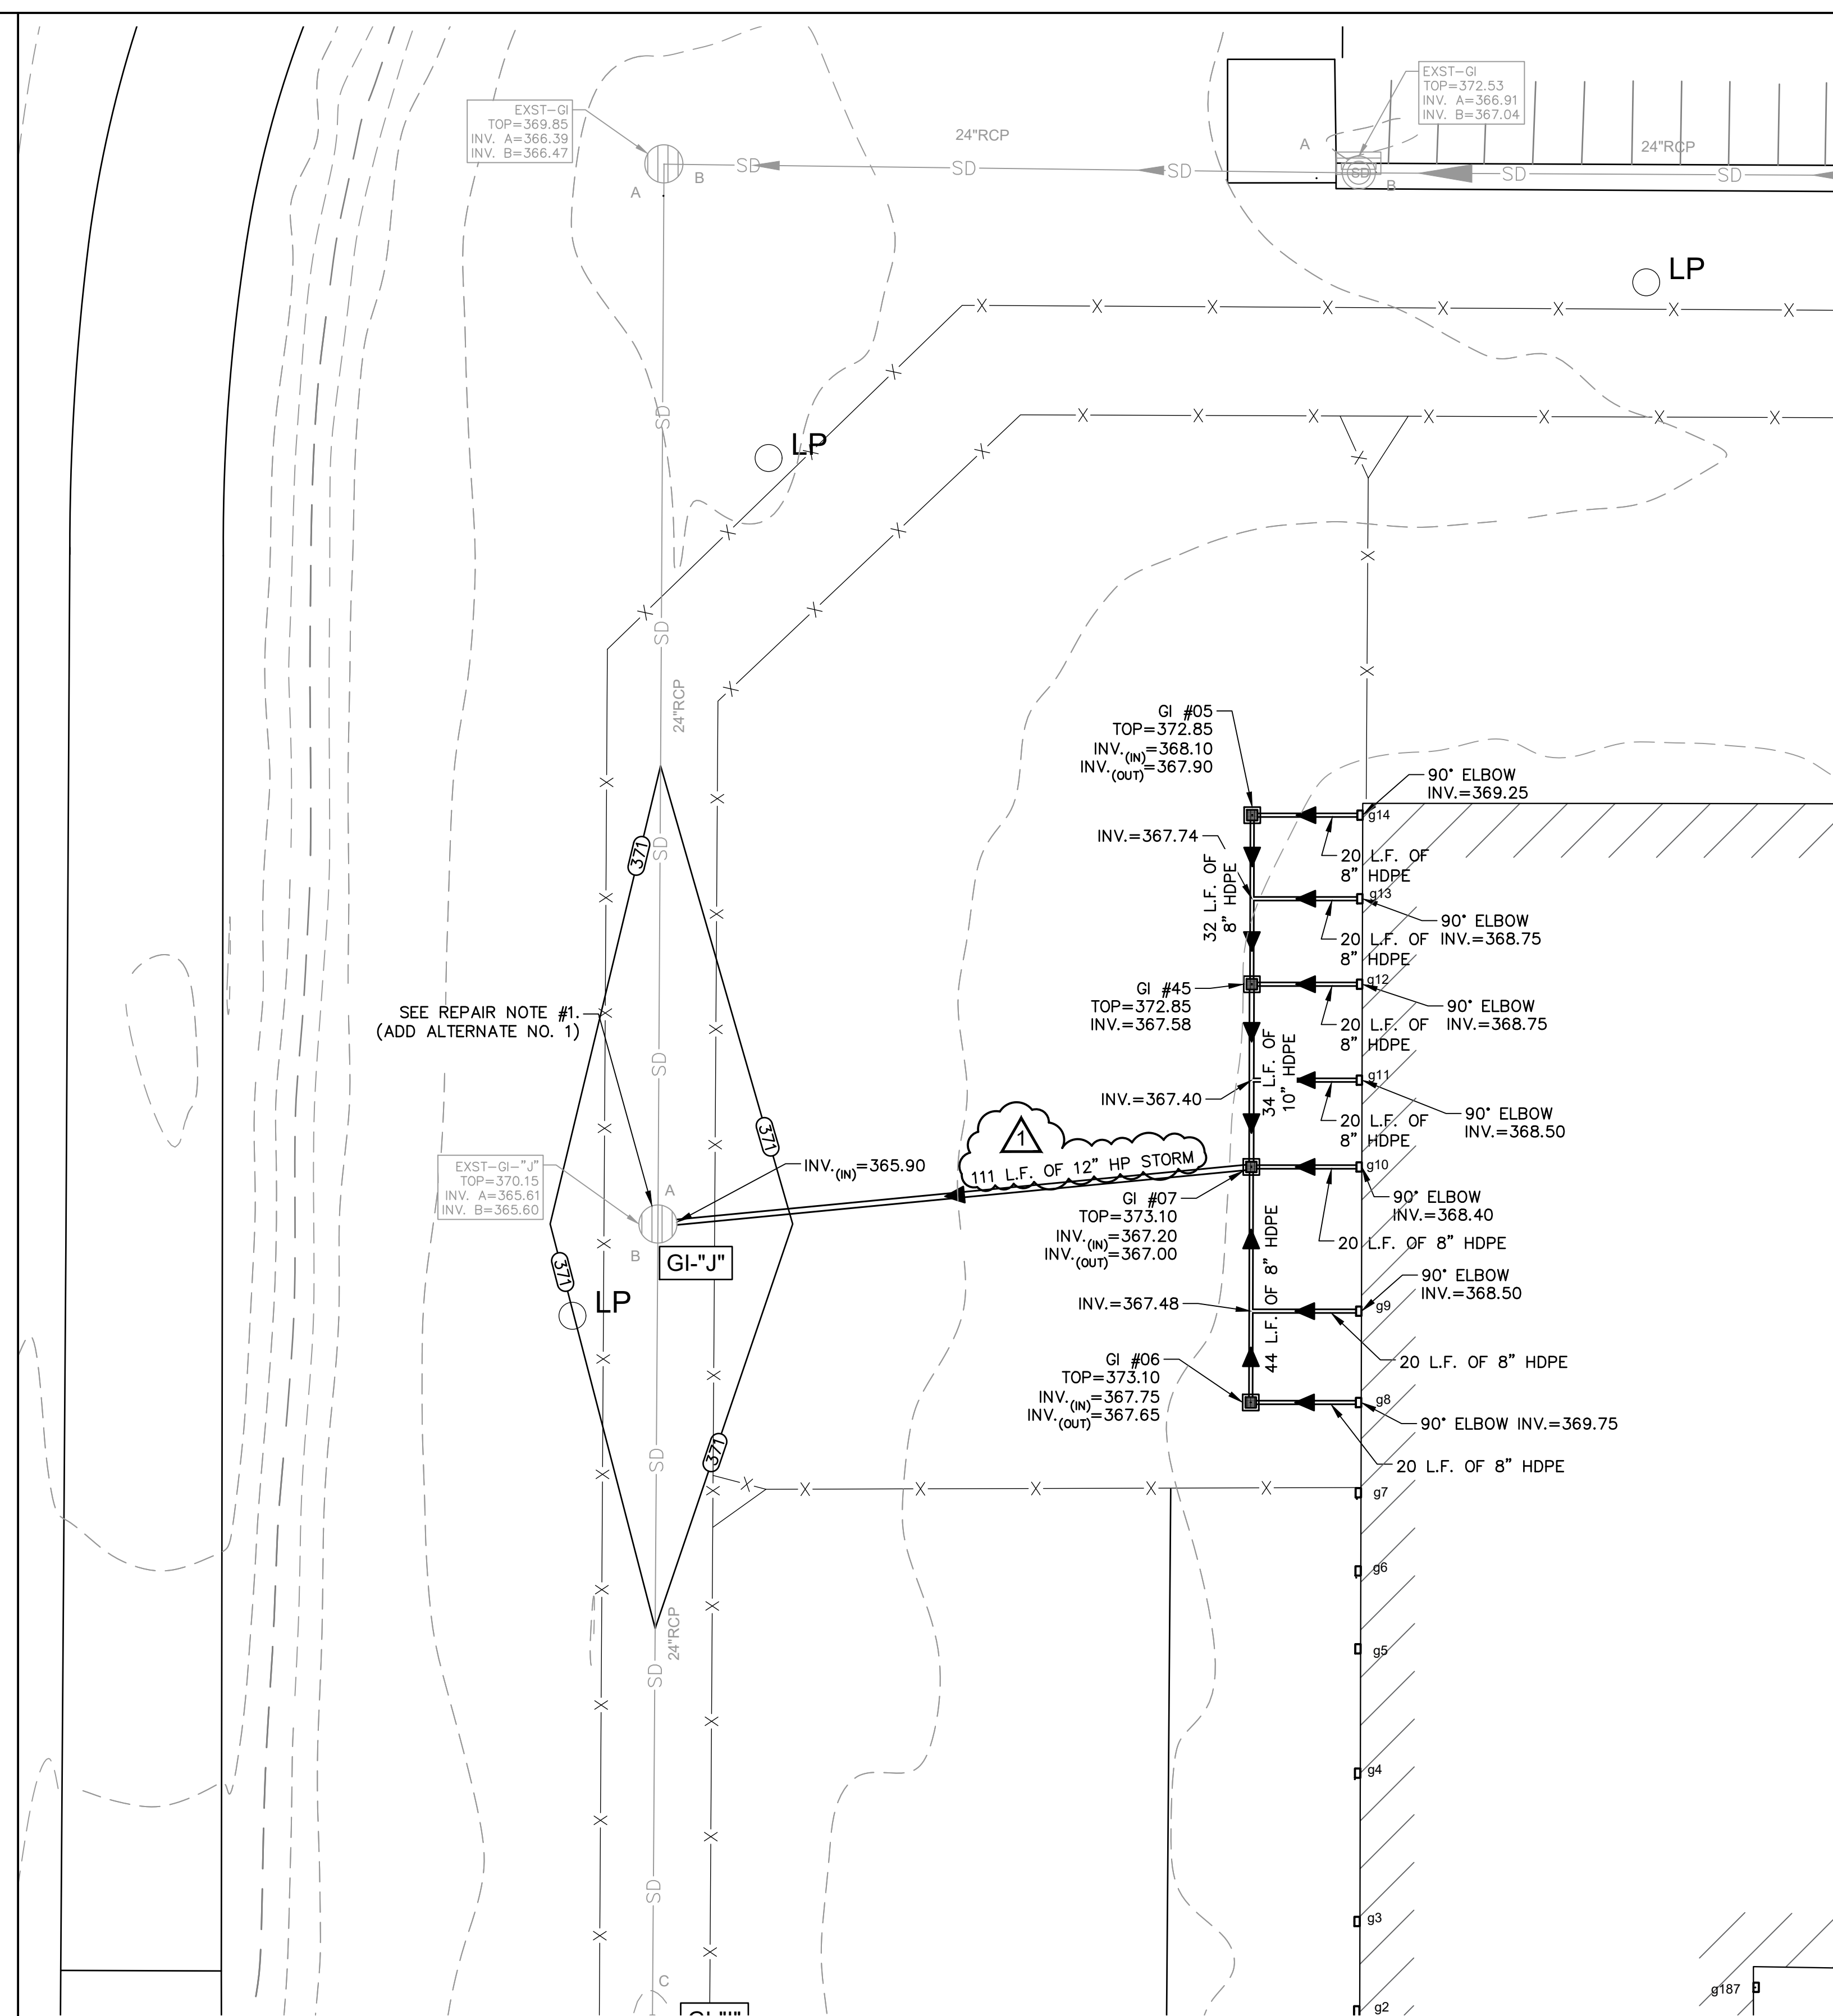 EXST-GI
TOP=369.85
INV. A=366.39
INV. B=366.47
A
B
SD
SD
SD
24"RCP
EXST-GI
TOP=372.53
INV. A=366.91
INV. B=367.04
A
SD
B
SD
SD
24"RCP
LP
LP
SD
SD
24"RCP
SD
SD
371
371
371
371
SEE REPAIR NOTE #1.
(ADD ALTERNATE NO. 1)
EXST-GI-"J"
TOP=370.15
INV. A=365.61
INV. B=365.60
A
B
GI-"J"
LP
INV.(IN)=365.90
1
111 L.F. OF 12" HP STORM
GI #05
TOP=372.85
INV.(IN)=368.10
INV.(OUT)=367.90
90° ELBOW
INV.=369.25
g14
20 L.F. OF
8" HDPE
INV.=367.74
32 L.F. OF
8" HDPE
g13
90° ELBOW
INV.=368.75
20 L.F. OF
8" HDPE
GI #45
TOP=372.85
INV.=367.58
g12
90° ELBOW
INV.=368.75
20 L.F. OF
8" HDPE
34 L.F. OF
10" HDPE
INV.=367.40
g11
90° ELBOW
INV.=368.50
20 L.F. OF
8" HDPE
GI #07
TOP=373.10
INV.(IN)=367.20
INV.(OUT)=367.00
g10
90° ELBOW
INV.=368.40
20 L.F. OF 8" HDPE
44 L.F. OF 8" HDPE
INV.=367.48
g9
90° ELBOW
INV.=368.50
20 L.F. OF 8" HDPE
GI #06
TOP=373.10
INV.(IN)=367.75
INV.(OUT)=367.65
g8
90° ELBOW INV.=369.75
20 L.F. OF 8" HDPE
g7
g6
g5
g4
g3
g2
g187
SD
24"RCP
SD
SD
C